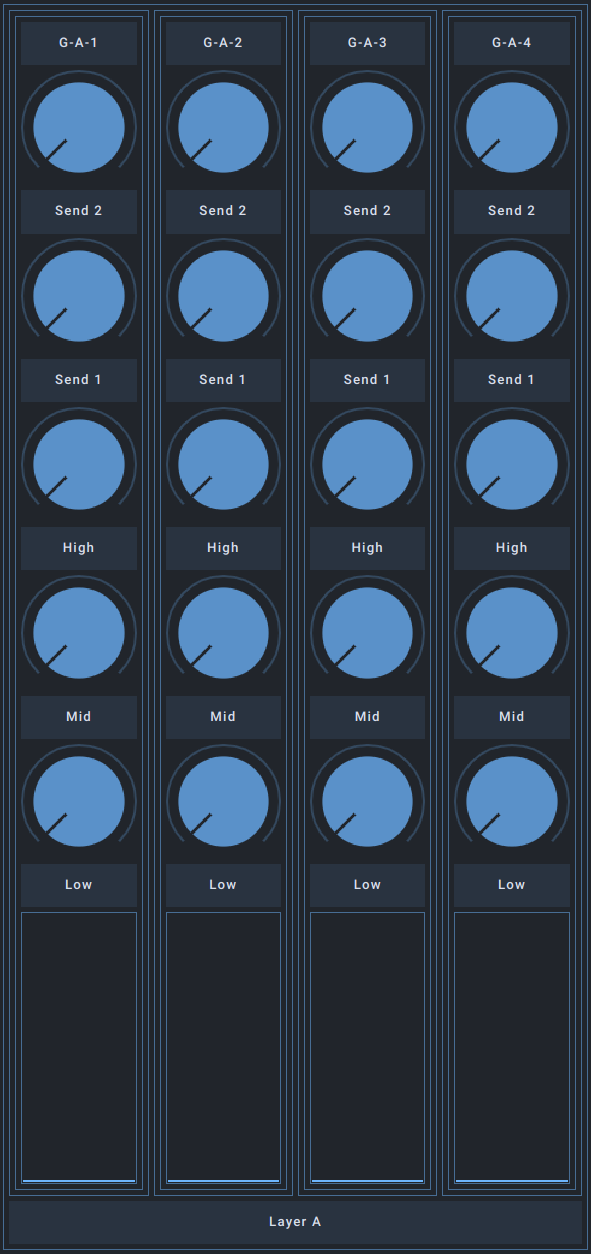 G-A-1 G-A-2 G-A-3 G-A-4
Send 2 Send 2 Send 2 Send 2
Send 1 Send 1 Send 1 Send 1
High High High High
Mid Mid Mid Mid
Low Low Low Low
Layer A